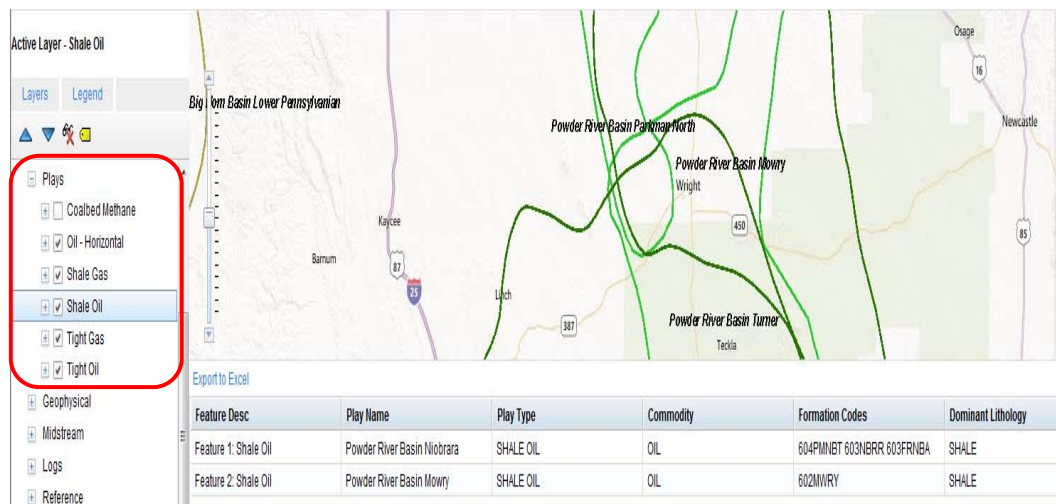 Active Layer - Shale Oil
Layers Legend
Plays
Coalbed Methane
Oil - Horizontal
Shale Gas
Shale Oil
Tight Gas
Tight Oil
Geophysical
Midstream
Logs
Reference
Big Horn Basin Lower Pennsylvanian
Osage
16
Newcastle
Powder River Basin Parkman North
Powder River Basin Mowry
Wright
Kaycee
450
85
Barnum
87
25
Linch
387
Powder River Basin Turner
Teckla
Export to Excel
Feature Desc Play Name Play Type Commodity Formation Codes Dominant Lithology
Feature 1: Shale Oil Powder River Basin Niobrara SHALE OIL OIL 604PMNBT 603NBRR 603FRNBA SHALE
Feature 2: Shale Oil Powder River Basin Mowry SHALE OIL OIL 602MWRY SHALE